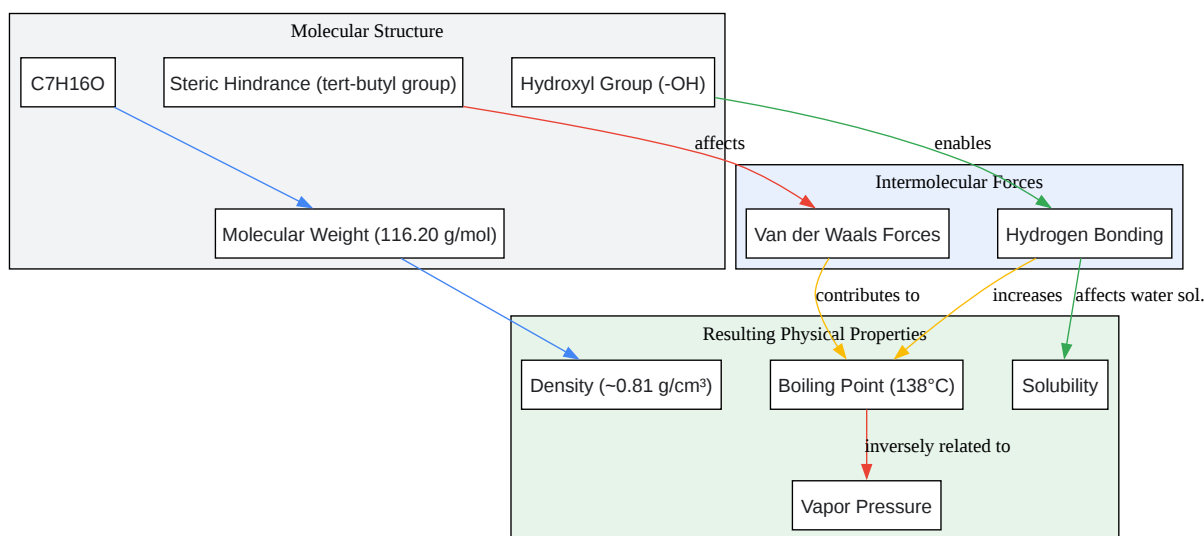 Molecular Structure
C7H16O
Steric Hindrance (tert-butyl group)
Hydroxyl Group (-OH)
affects
enables
Intermolecular Forces
Molecular Weight (116.20 g/mol)
Van der Waals Forces
Hydrogen Bonding
contributes to
increases
affects water sol.
Resulting Physical Properties
Density (~0.81 g/cm³)
Boiling Point (138°C)
Solubility
inversely related to
Vapor Pressure